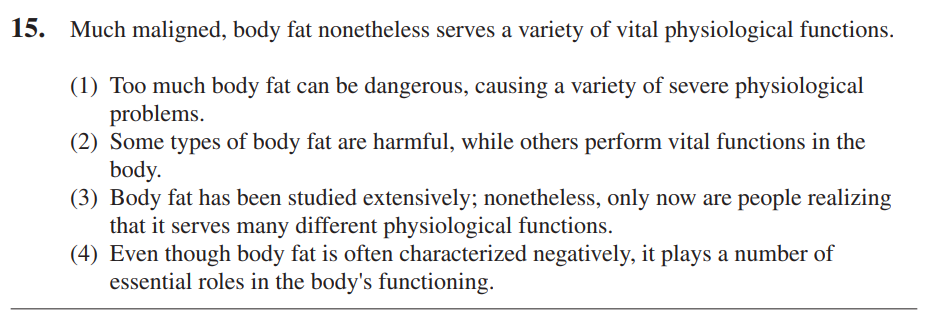 15. Much maligned, body fat nonetheless serves a variety of vital physiological functions.
(1) Too much body fat can be dangerous, causing a variety of severe physiological
problems.
(2) Some types of body fat are harmful, while others perform vital functions in the
body.
(3) Body fat has been studied extensively; nonetheless, only now are people realizing
that it serves many different physiological functions.
(4) Even though body fat is often characterized negatively, it plays a number of
essential roles in the body's functioning.